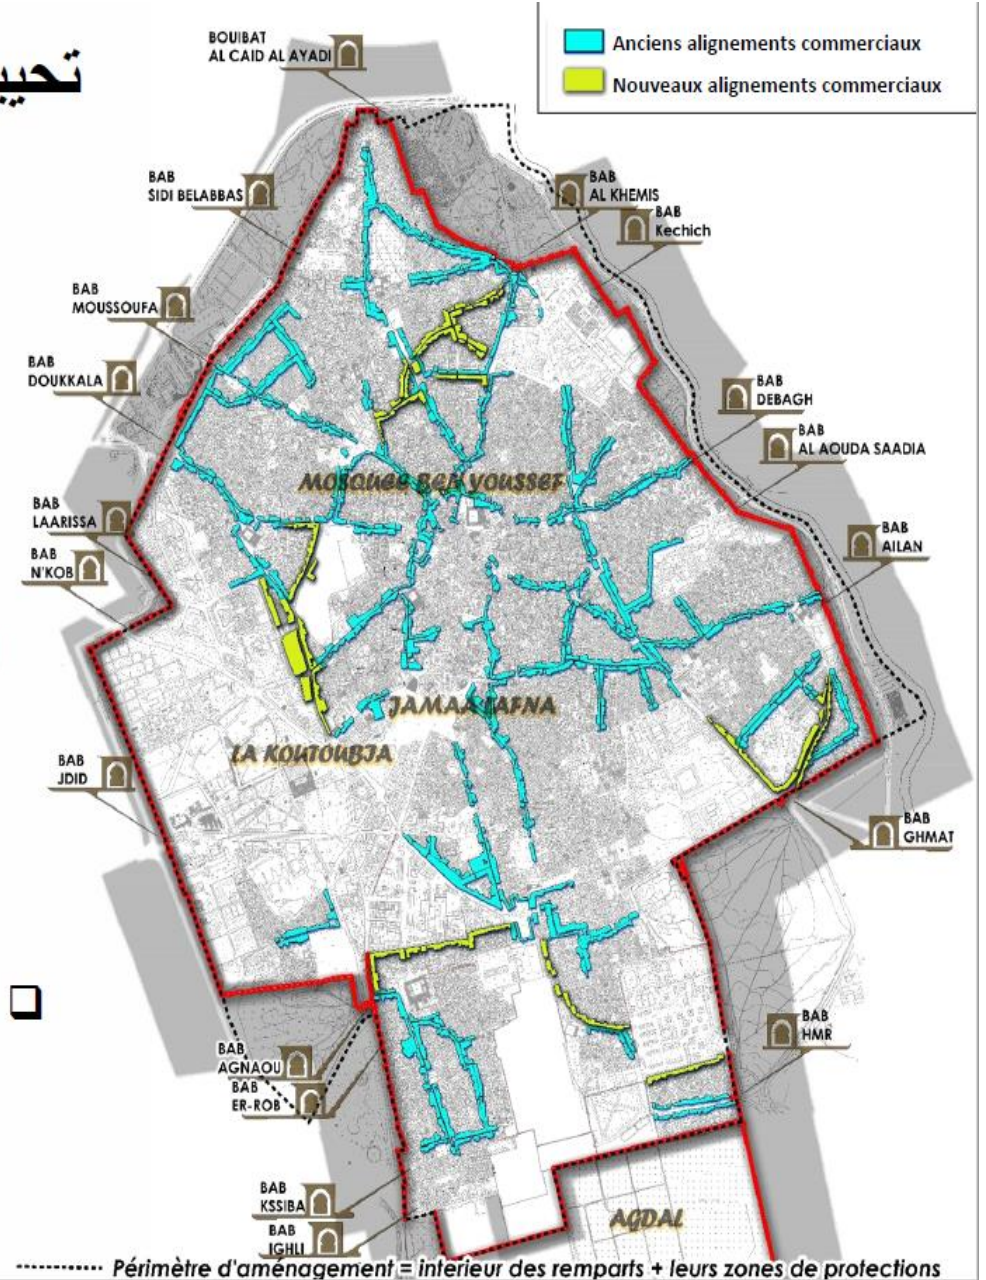 Anciens alignements commerciaux
Nouveaux alignements commerciaux
BOUIBAT
AL CAID AL AYADI
BAB
SIDI BELABBAS
BAB
AL KHEMIS
BAB
Kechich
BAB
MOUSSOUFA
BAB
DOUKKALA
BAB
DEBAGH
BAB
AL AOUDA SAADIA
MOSQUEE BEN YOUSSEF
BAB
LAARISSA
BAB
AILAN
BAB
N'KOB
JAMAA LAFNA
LA KOUTOUBIA
BAB
JDID
BAB
GHMAT
BAB
HMR
BAB
AGNAOU
BAB
ER-ROB
BAB
KSSIBA
BAB
IGHLI
AGDAL
Périmètre d'aménagement = interieur des remparts + leurs zones de protections